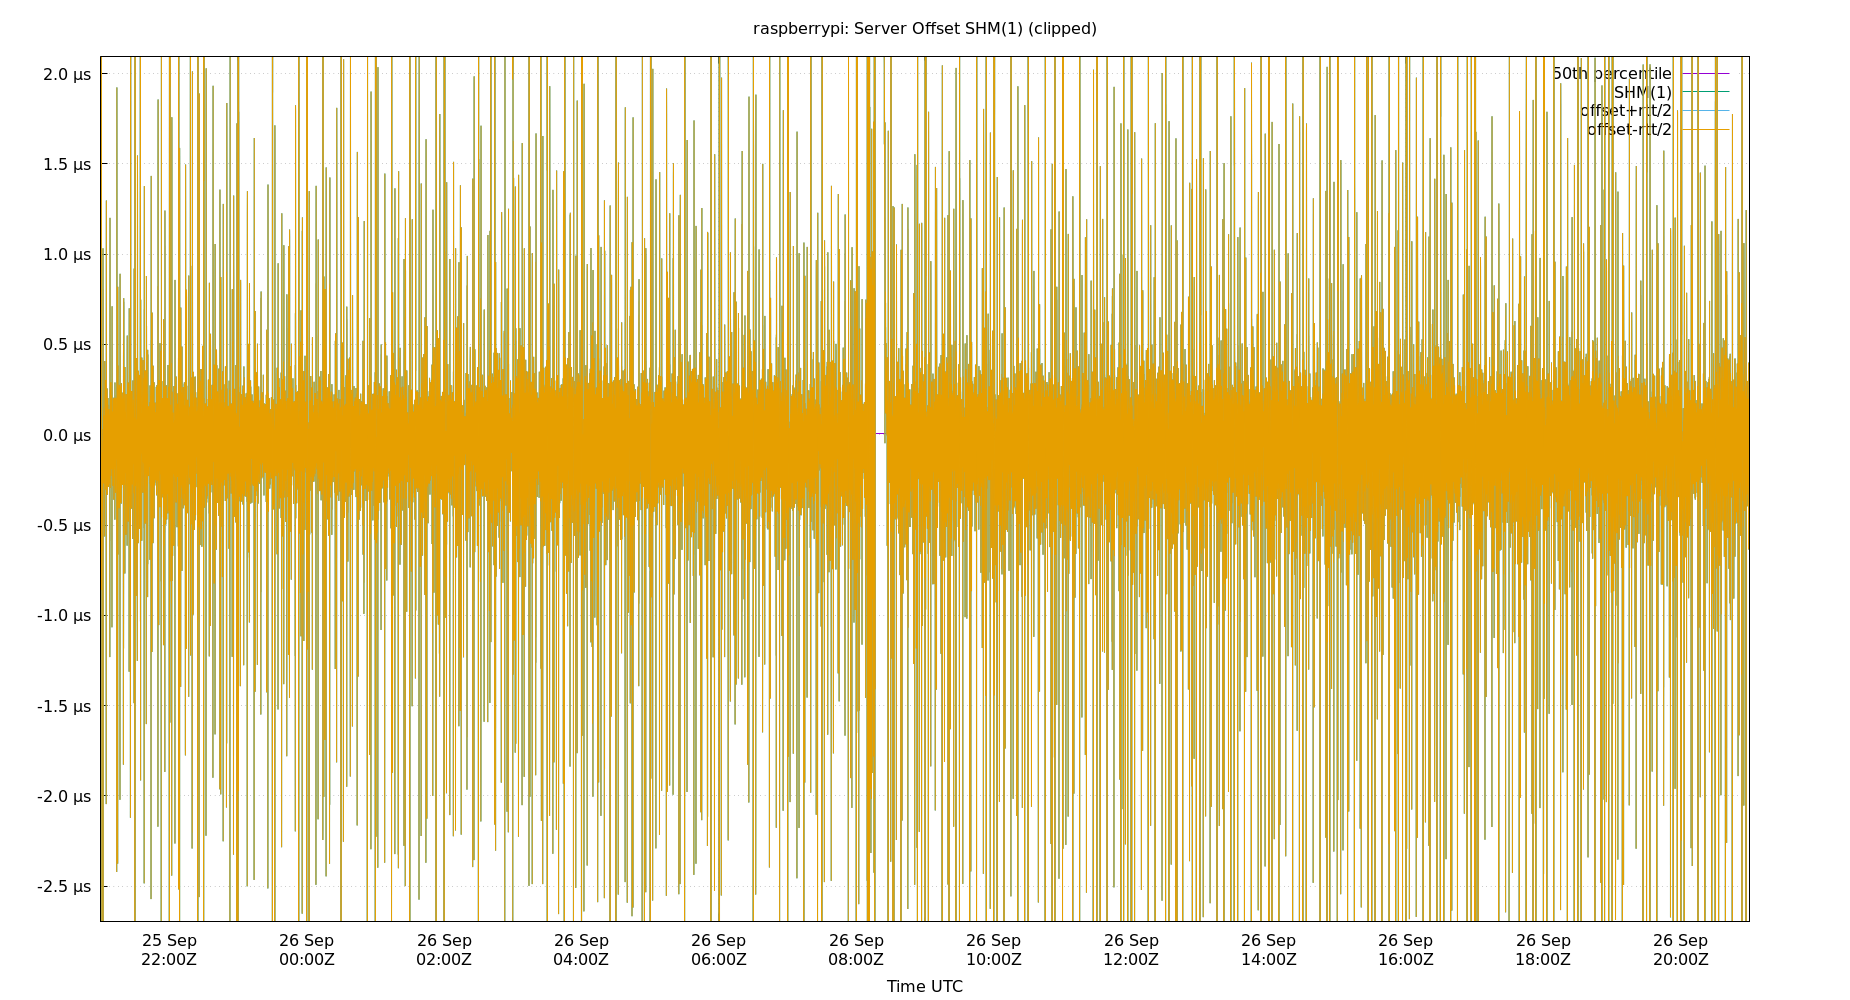 raspberrypi: Server Offset SHM(1) (clipped)
2.0 µs
1.5 µs
1.0 µs
0.5 µs
0.0 µs
-0.5 µs
-1.0 µs
-1.5 µs
-2.0 µs
-2.5 µs
50th percentile
SHM(1)
offset+rtt/2
offset-rtt/2
25 Sep 26 Sep 26 Sep 26 Sep 26 Sep 26 Sep 26 Sep 26 Sep 26 Sep 26 Sep 26 Sep 26 Sep
22:00Z 00:00Z 02:00Z 04:00Z 06:00Z 08:00Z 10:00Z 12:00Z 14:00Z 16:00Z 18:00Z 20:00Z
Time UTC